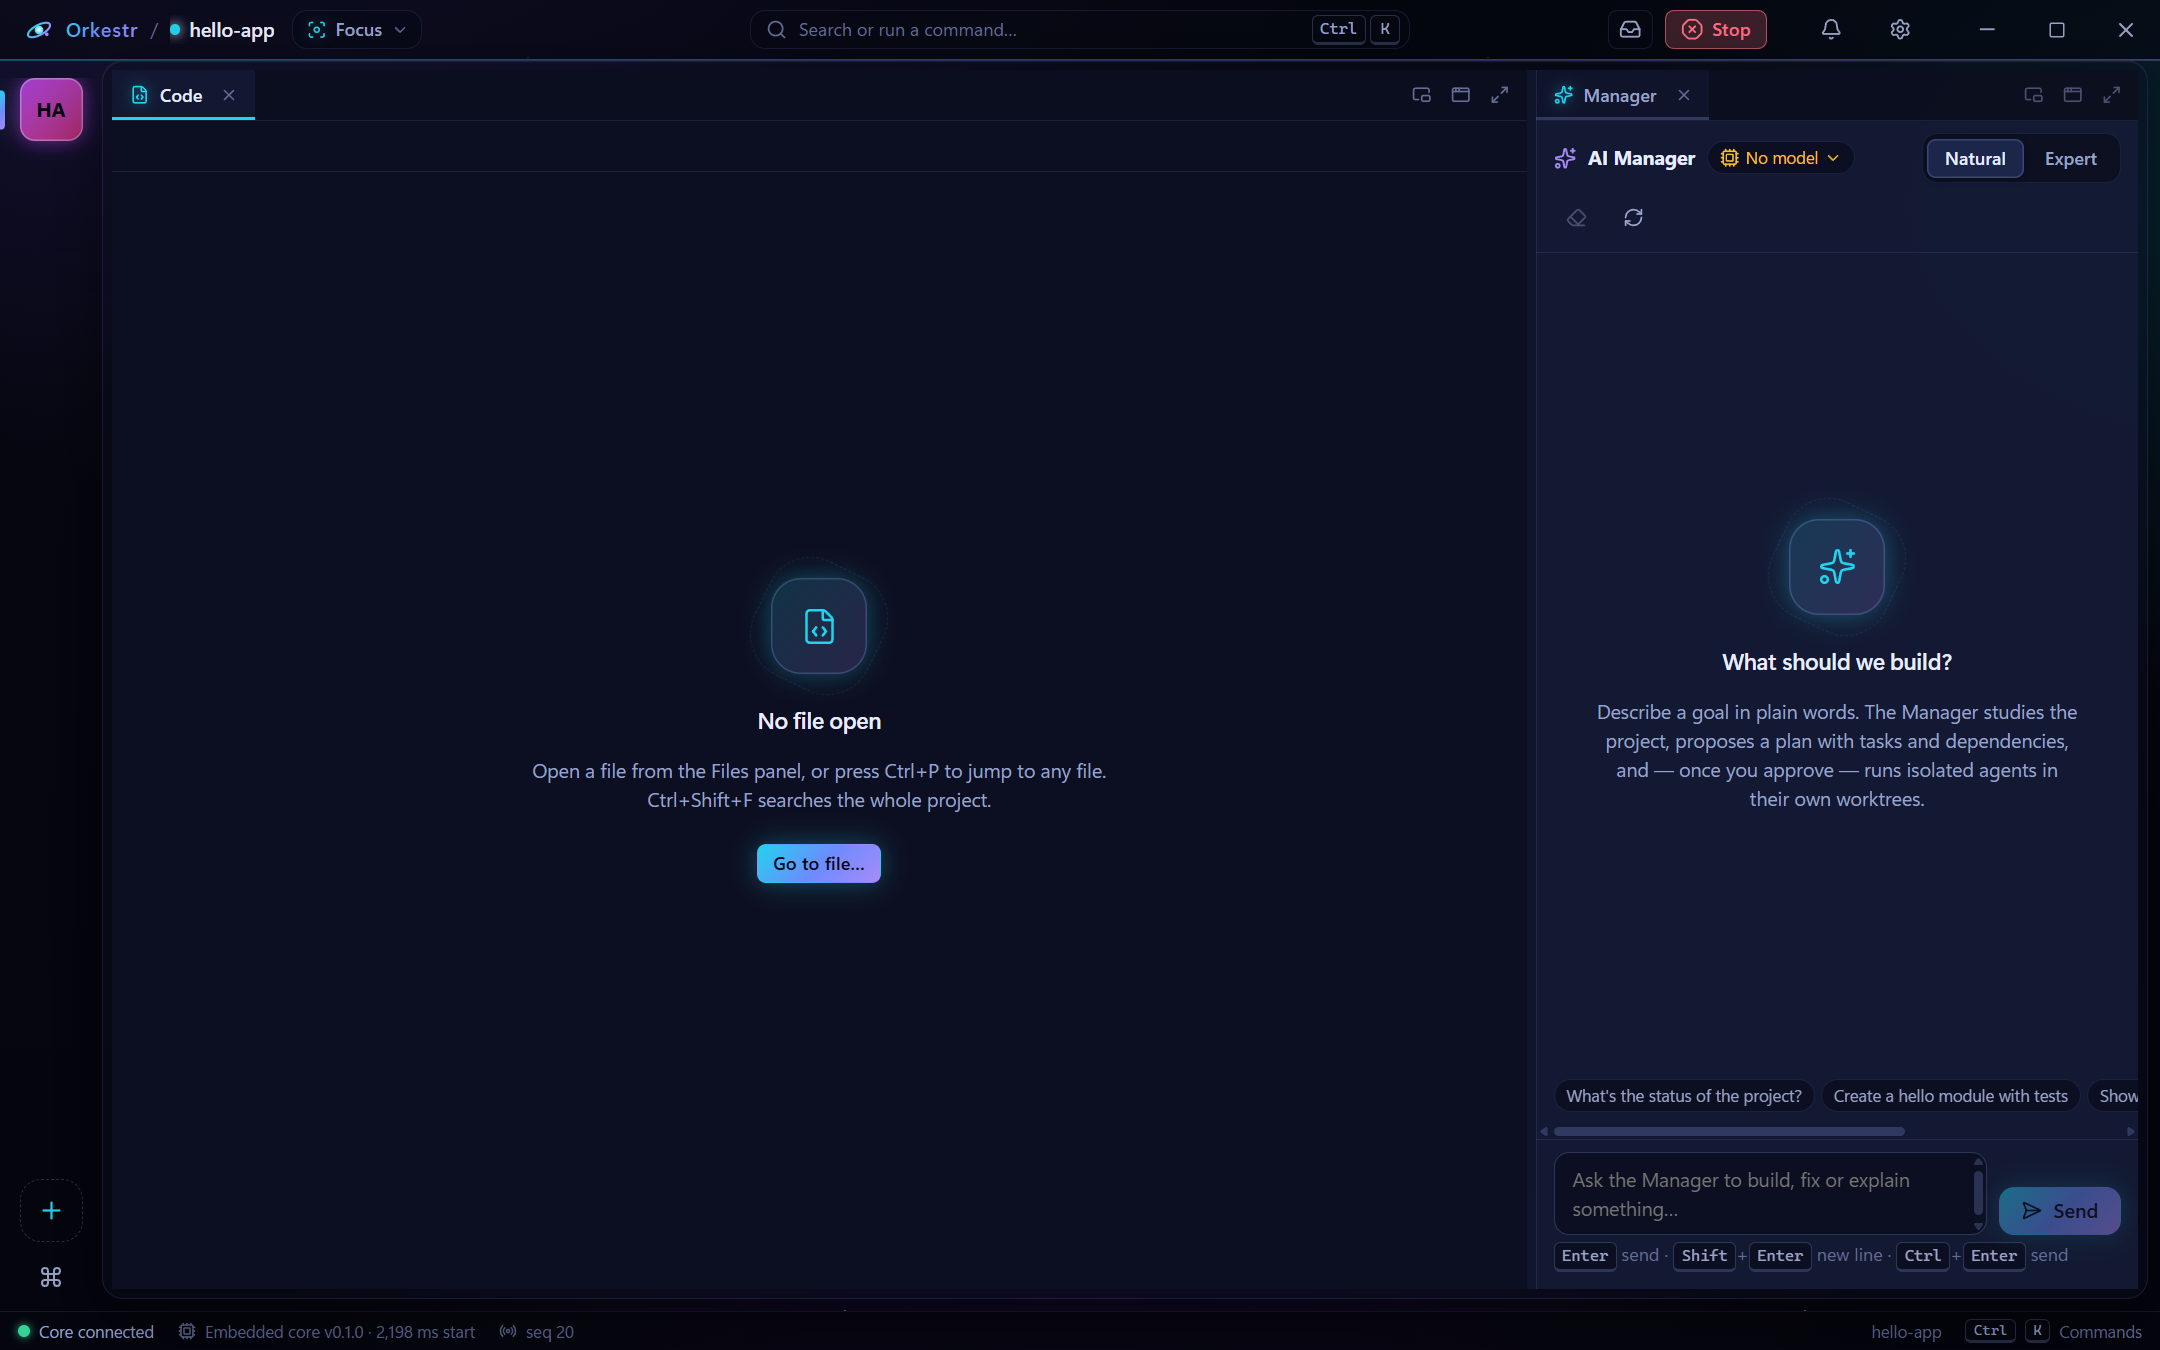 Orkestr / hello-app Focus Search or run a command... Ctrl K Stop
HA
Code
Manager
AI Manager No model Natural Expert
No file open
Open a file from the Files panel, or press Ctrl+P to jump to any file.
Ctrl+Shift+F searches the whole project.
Go to file...
What should we build?
Describe a goal in plain words. The Manager studies the
project, proposes a plan with tasks and dependencies,
and — once you approve — runs isolated agents in
their own worktrees.
What's the status of the project? Create a hello module with tests Show
Ask the Manager to build, fix or explain
something...
Send
Enter send · Shift + Enter new line · Ctrl + Enter send
Core connected Embedded core v0.1.0 · 2,198 ms start seq 20 hello-app Ctrl K Commands